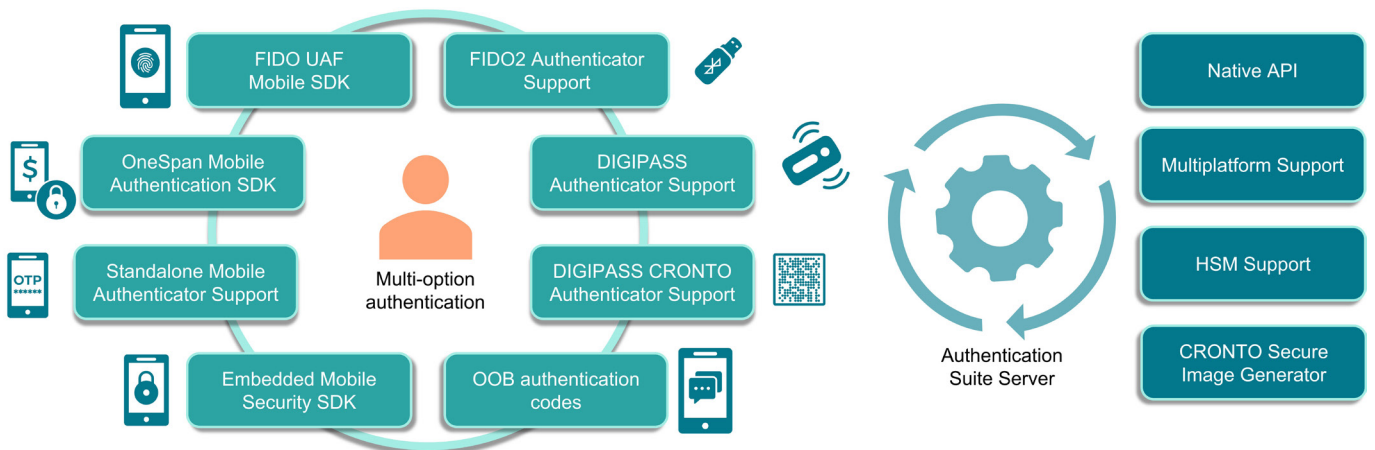 FIDO UAF
Mobile SDK
FIDO2 Authenticator
Support
OneSpan Mobile
Authentication SDK
$
DIGIPASS
Authenticator Support
Standalone Mobile
Authenticator Support
OTP
******
DIGIPASS CRONTO
Authenticator Support
Multi-option
authentication
Embedded Mobile
Security SDK
OOB authentication
codes
Authentication
Suite Server
Native API
Multiplatform Support
HSM Support
CRONTO Secure
Image Generator